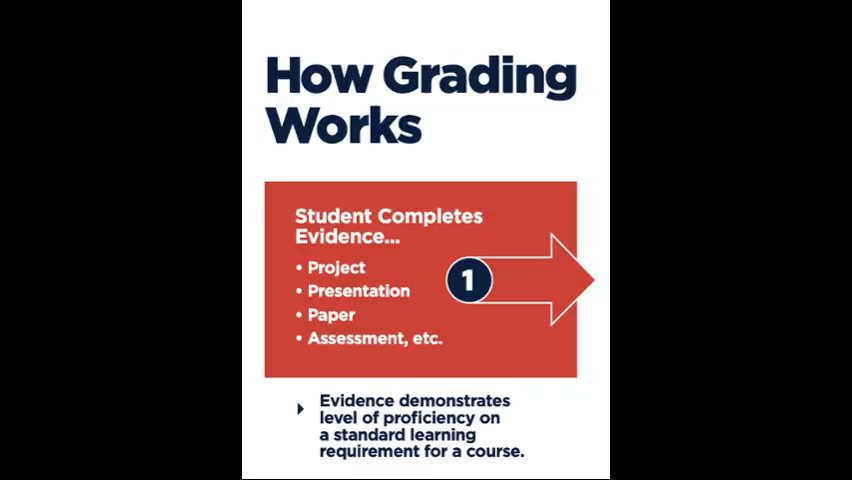 How Grading
Works
Student Completes
Evidence...
• Project
• Presentation
• Paper
• Assessment, etc.
1
Evidence demonstrates
level of proficiency on
a standard learning
requirement for a course.